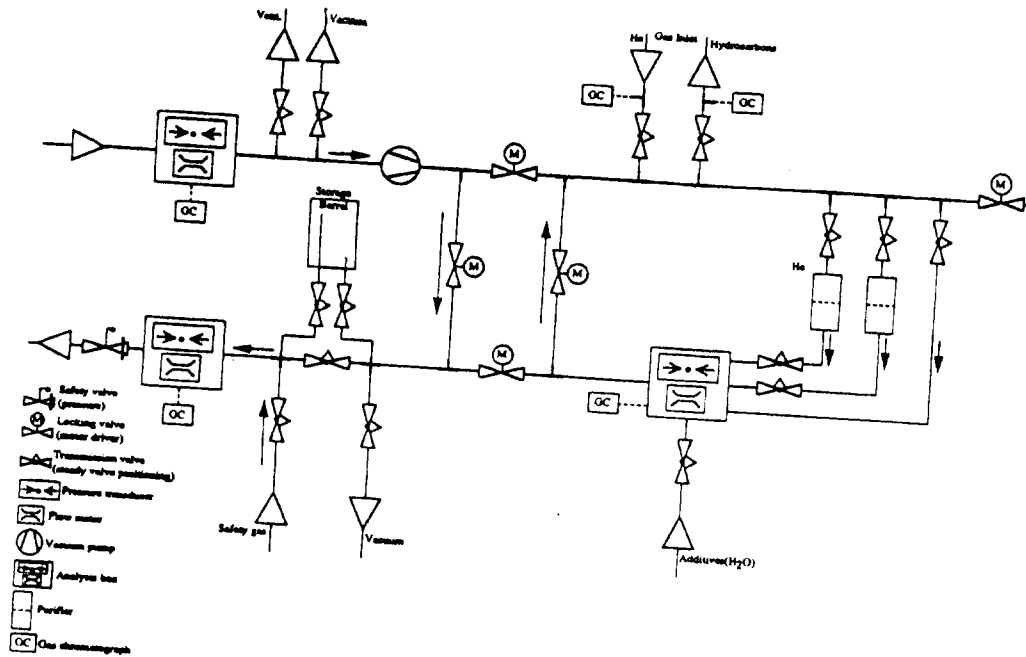 Vent.
Vacuum
He
Gas Inlet
Hydrocarbons
GC
GC
M
M
GC
Storage
Barrel
M
M
He
M
GC
GC
Safety valve
(pressure)
M
Locking valve
(motor driver)
Transmission valve
(steady valve positioning)
Pressure transducer
Flow meter
Vacuum pump
Analysis box
Purifier
GC
Gas chromatograph
Safety gas
Vacuum
Additives(H₂O)